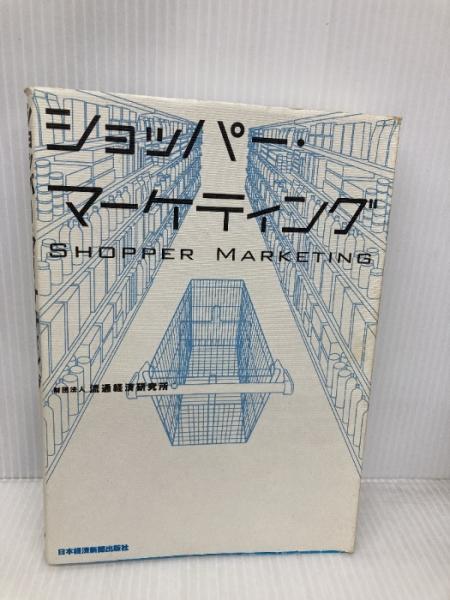 ショッパー・
マーケティング
SHOPPER MARKETING
財団法人 流通経済研究所
日本経済新聞出版社